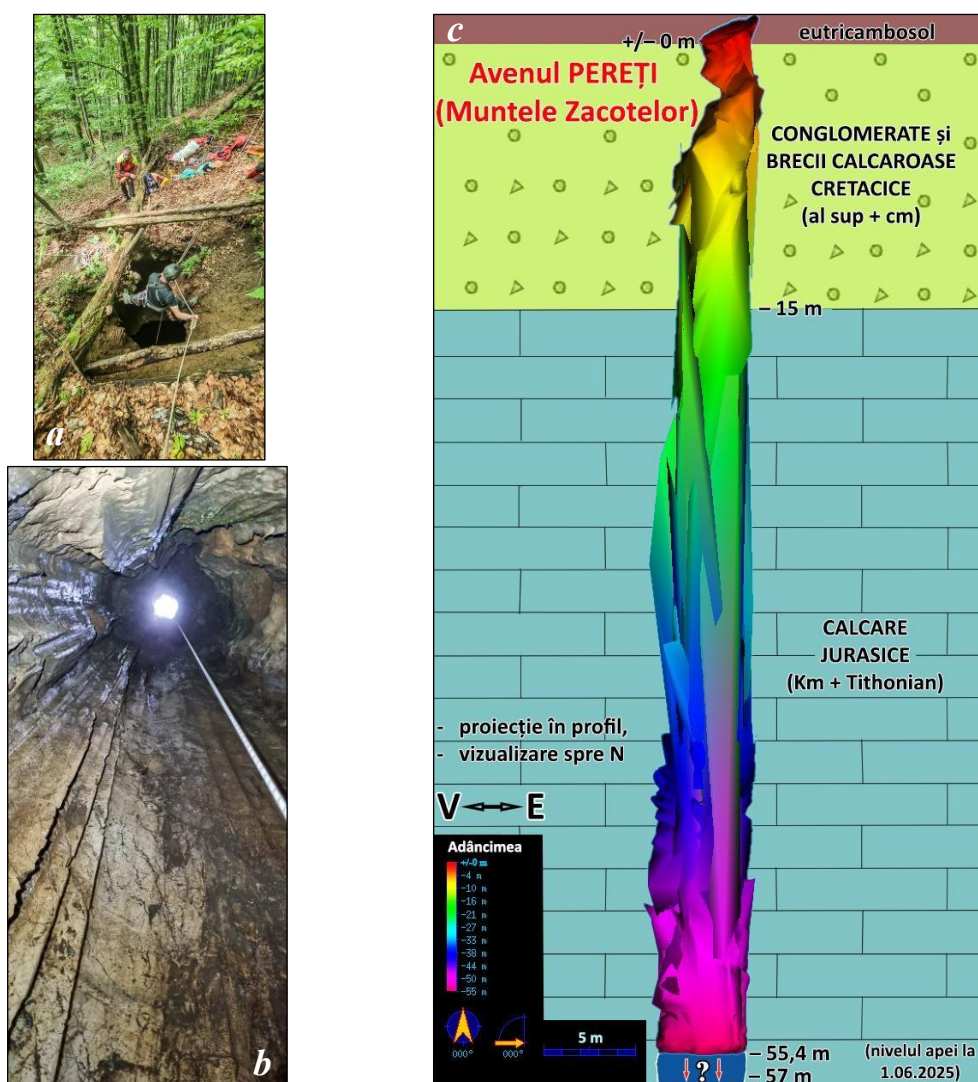 a
b
c
+/– 0 m
eutricambosol
Avenul PEREȚI
(Muntele Zacotelor)
CONGLOMERATE și
BRECII CALCAROASE
CRETACICE
(al sup + cm)
– 15 m
CALCARE
JURASICE
(Km + Tithonian)
- proiecție în profil,
- vizualizare spre N
V E
Adâncimea
+/-0 m
-4 m
-10 m
-16 m
-21 m
-27 m
-33 m
-38 m
-44 m
-50 m
-55 m
000° 000°
5 m
– 55,4 m
(nivelul apei la
1.06.2025)
?
– 57 m